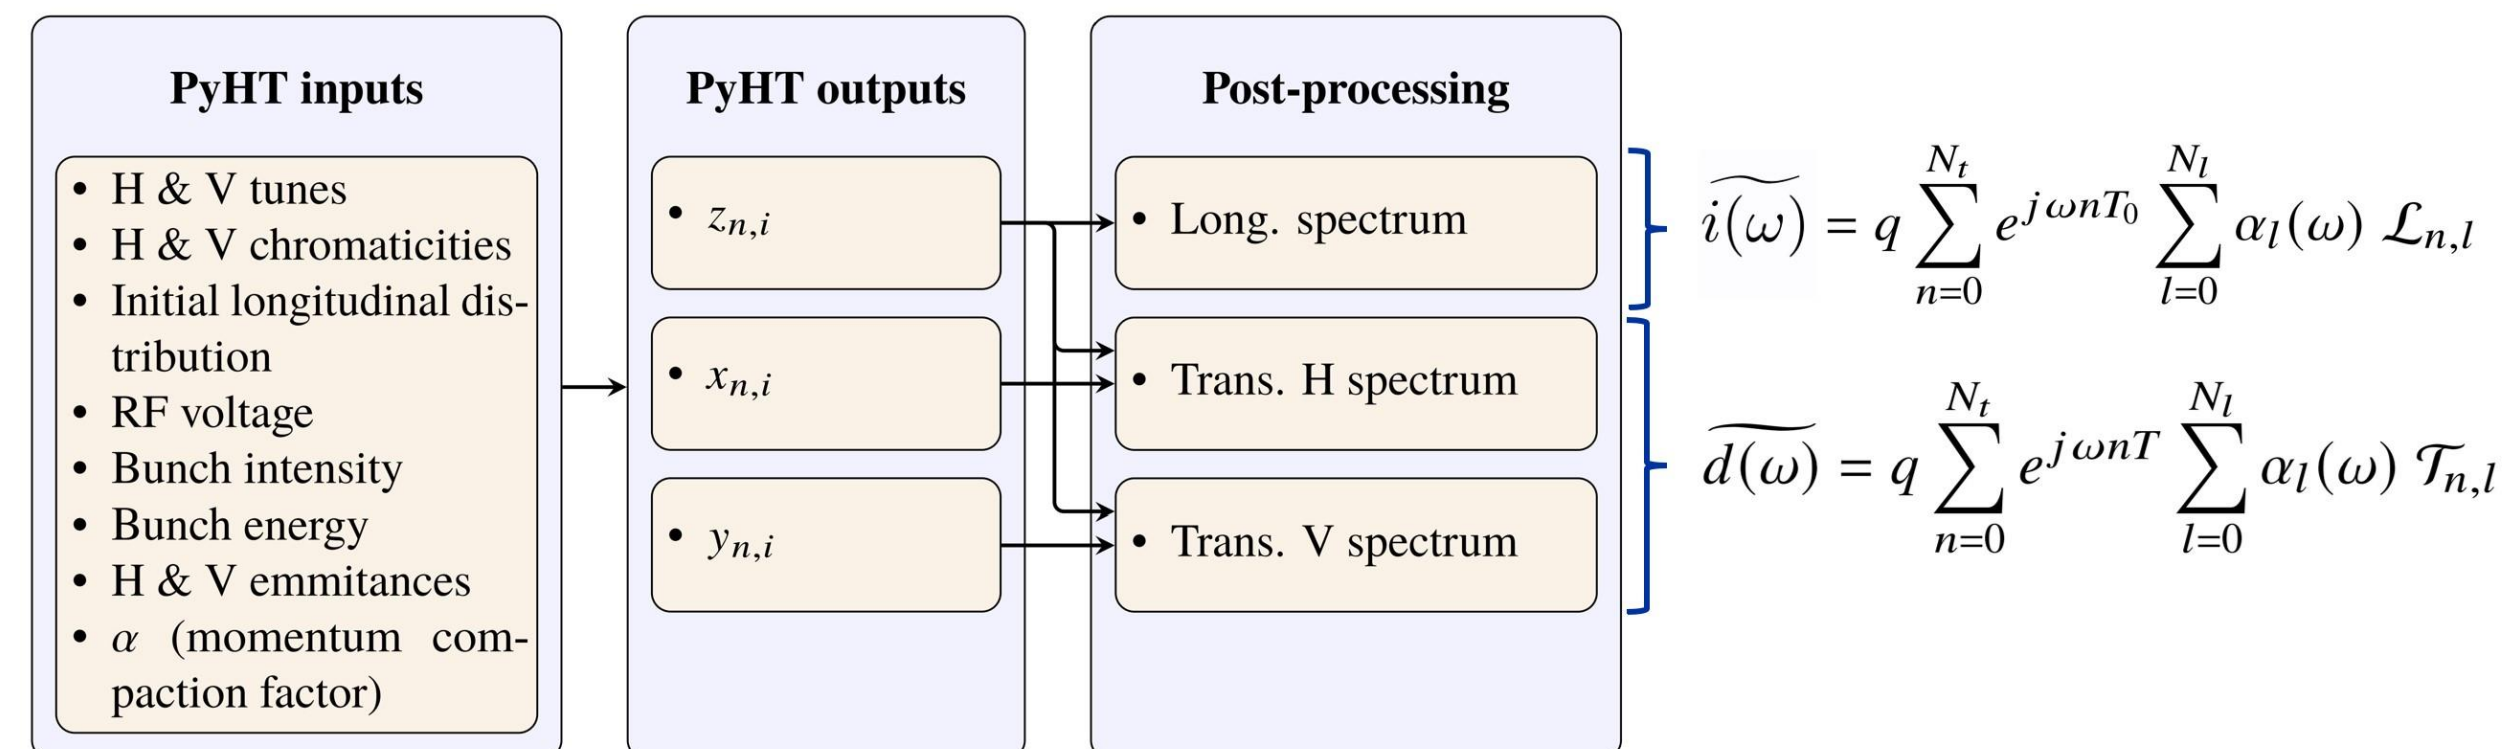 PyHT inputs
• H & V tunes
• H & V chromaticities
• Initial longitudinal dis-
tribution
• RF voltage
• Bunch intensity
• Bunch energy
• H & V emmitances
• α (momentum com-
paction factor)
PyHT outputs
• z_{n,i}
• x_{n,i}
• y_{n,i}
Post-processing
• Long. spectrum
• Trans. H spectrum
• Trans. V spectrum
\widetilde{i(ω)} = q \sum_{n=0}^{N_t} e^{jωnT_0} \sum_{l=0}^{N_l} α_l(ω) ℒ_{n,l}
\widetilde{d(ω)} = q \sum_{n=0}^{N_t} e^{jωnT} \sum_{l=0}^{N_l} α_l(ω) 𝒯_{n,l}